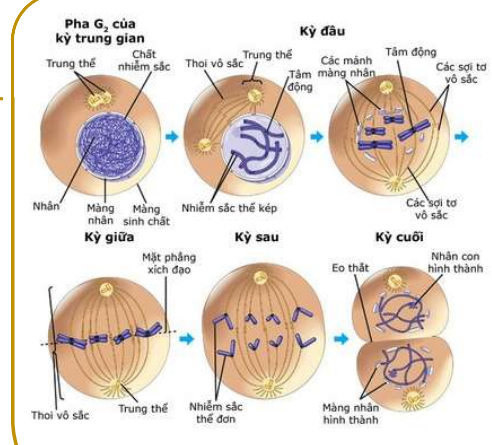 Pha G₂ của
kỳ trung gian
Kỳ đầu
Trung thể
Chất
nhiễm sắc
Nhân
Màng
nhân
Màng
sinh chất
Thoi vô sắc
Trung thể
Tâm
động
Nhiễm sắc thể kép
Các mảnh
màng nhân
Tâm động
Các sợi tơ
vô sắc
Các sợi tơ
vô sắc
Kỳ giữa
Mặt phẳng
xích đạo
Thoi vô sắc
Trung thể
Kỳ sau
Nhiễm sắc
thể đơn
Kỳ cuối
Eo thắt
Nhân con
hình thành
Màng nhân
hình thành